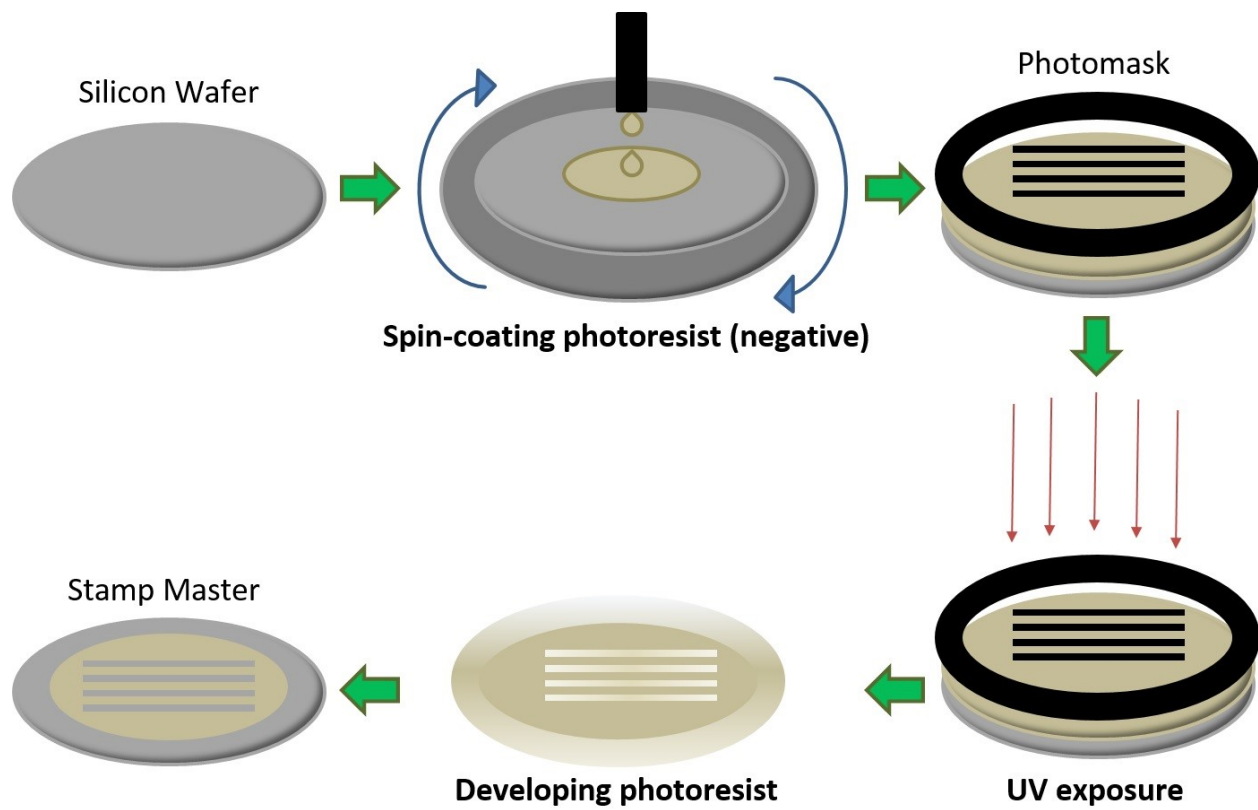 Silicon Wafer
Spin-coating photoresist (negative)
Photomask
UV exposure
Developing photoresist
Stamp Master